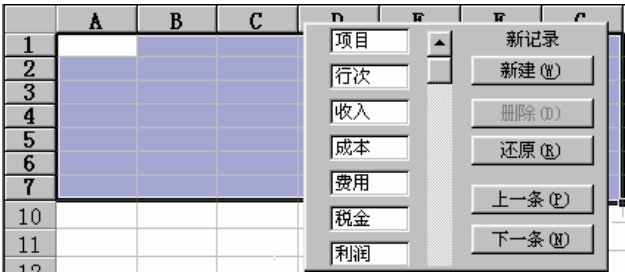 A B C D E F G
1 项目 新记录
2 行次 新建(W)
3
4 收入 删除(D)
5 成本 还原(R)
6
7 费用 上一条(P)
10 税金 下一条(N)
11 利润
12